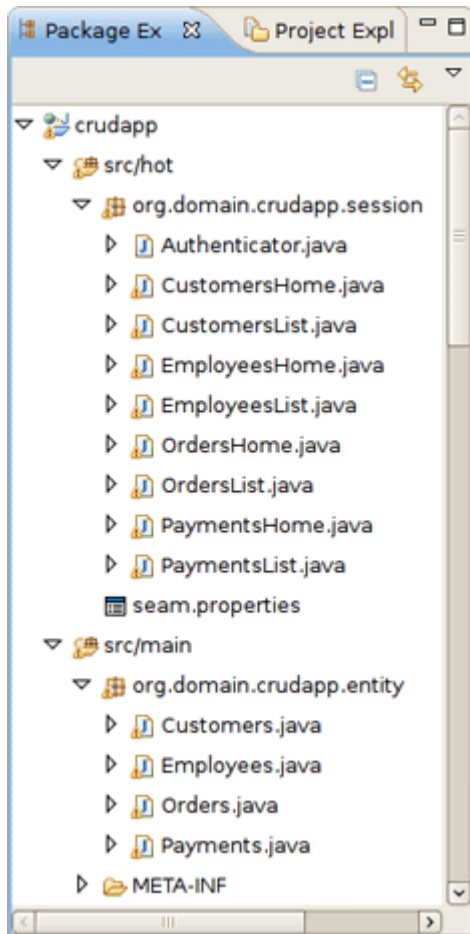 Package Ex Project Expl
crudapp
src/hot
org.domain.crudapp.session
Authenticator.java
CustomersHome.java
CustomersList.java
EmployeesHome.java
EmployeesList.java
OrdersHome.java
OrdersList.java
PaymentsHome.java
PaymentsList.java
seam.properties
src/main
org.domain.crudapp.entity
Customers.java
Employees.java
Orders.java
Payments.java
META-INF